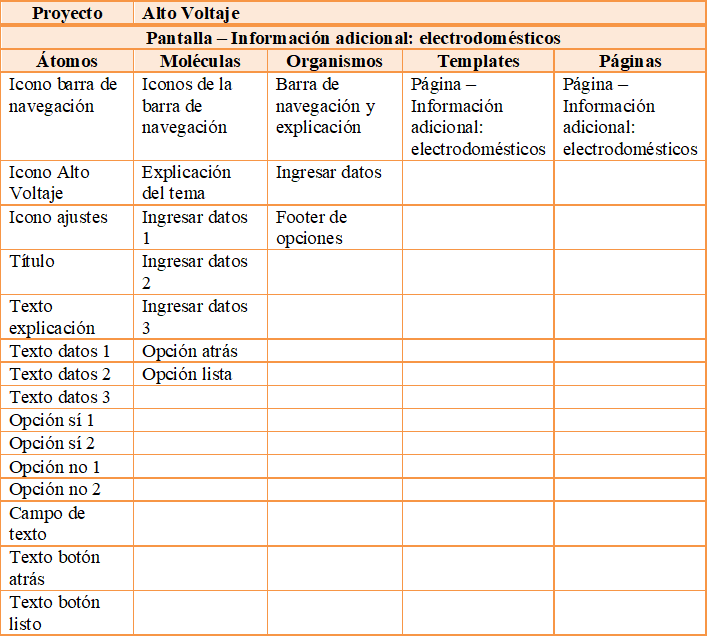 Proyecto Alto Voltaje
Pantalla – Información adicional: electrodomésticos
Átomos Moléculas Organismos Templates Páginas
Icono barra de Iconos de la Barra de Página – Página –
navegación barra de navegación y Información Información
navegación explicación adicional: adicional:
electrodomésticos electrodomésticos
Icono Alto Explicación Ingresar datos
Voltaje del tema
Icono ajustes Ingresar datos Footer de
1 opciones
Título Ingresar datos
2
Texto Ingresar datos
explicación 3
Texto datos 1 Opción atrás
Texto datos 2 Opción lista
Texto datos 3
Opción sí 1
Opción sí 2
Opción no 1
Opción no 2
Campo de
texto
Texto botón
atrás
Texto botón
listo